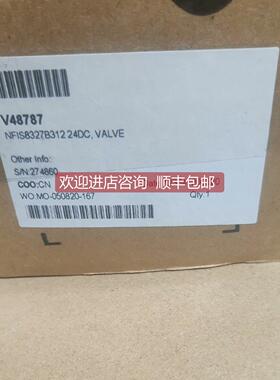 V48787
NFIS8327B312 24DC, VALVE
Other Info:
S/N:274860
欢迎进店咨询 顺丰包邮
COO:CN
WO:MO-050820-167
Qty:1